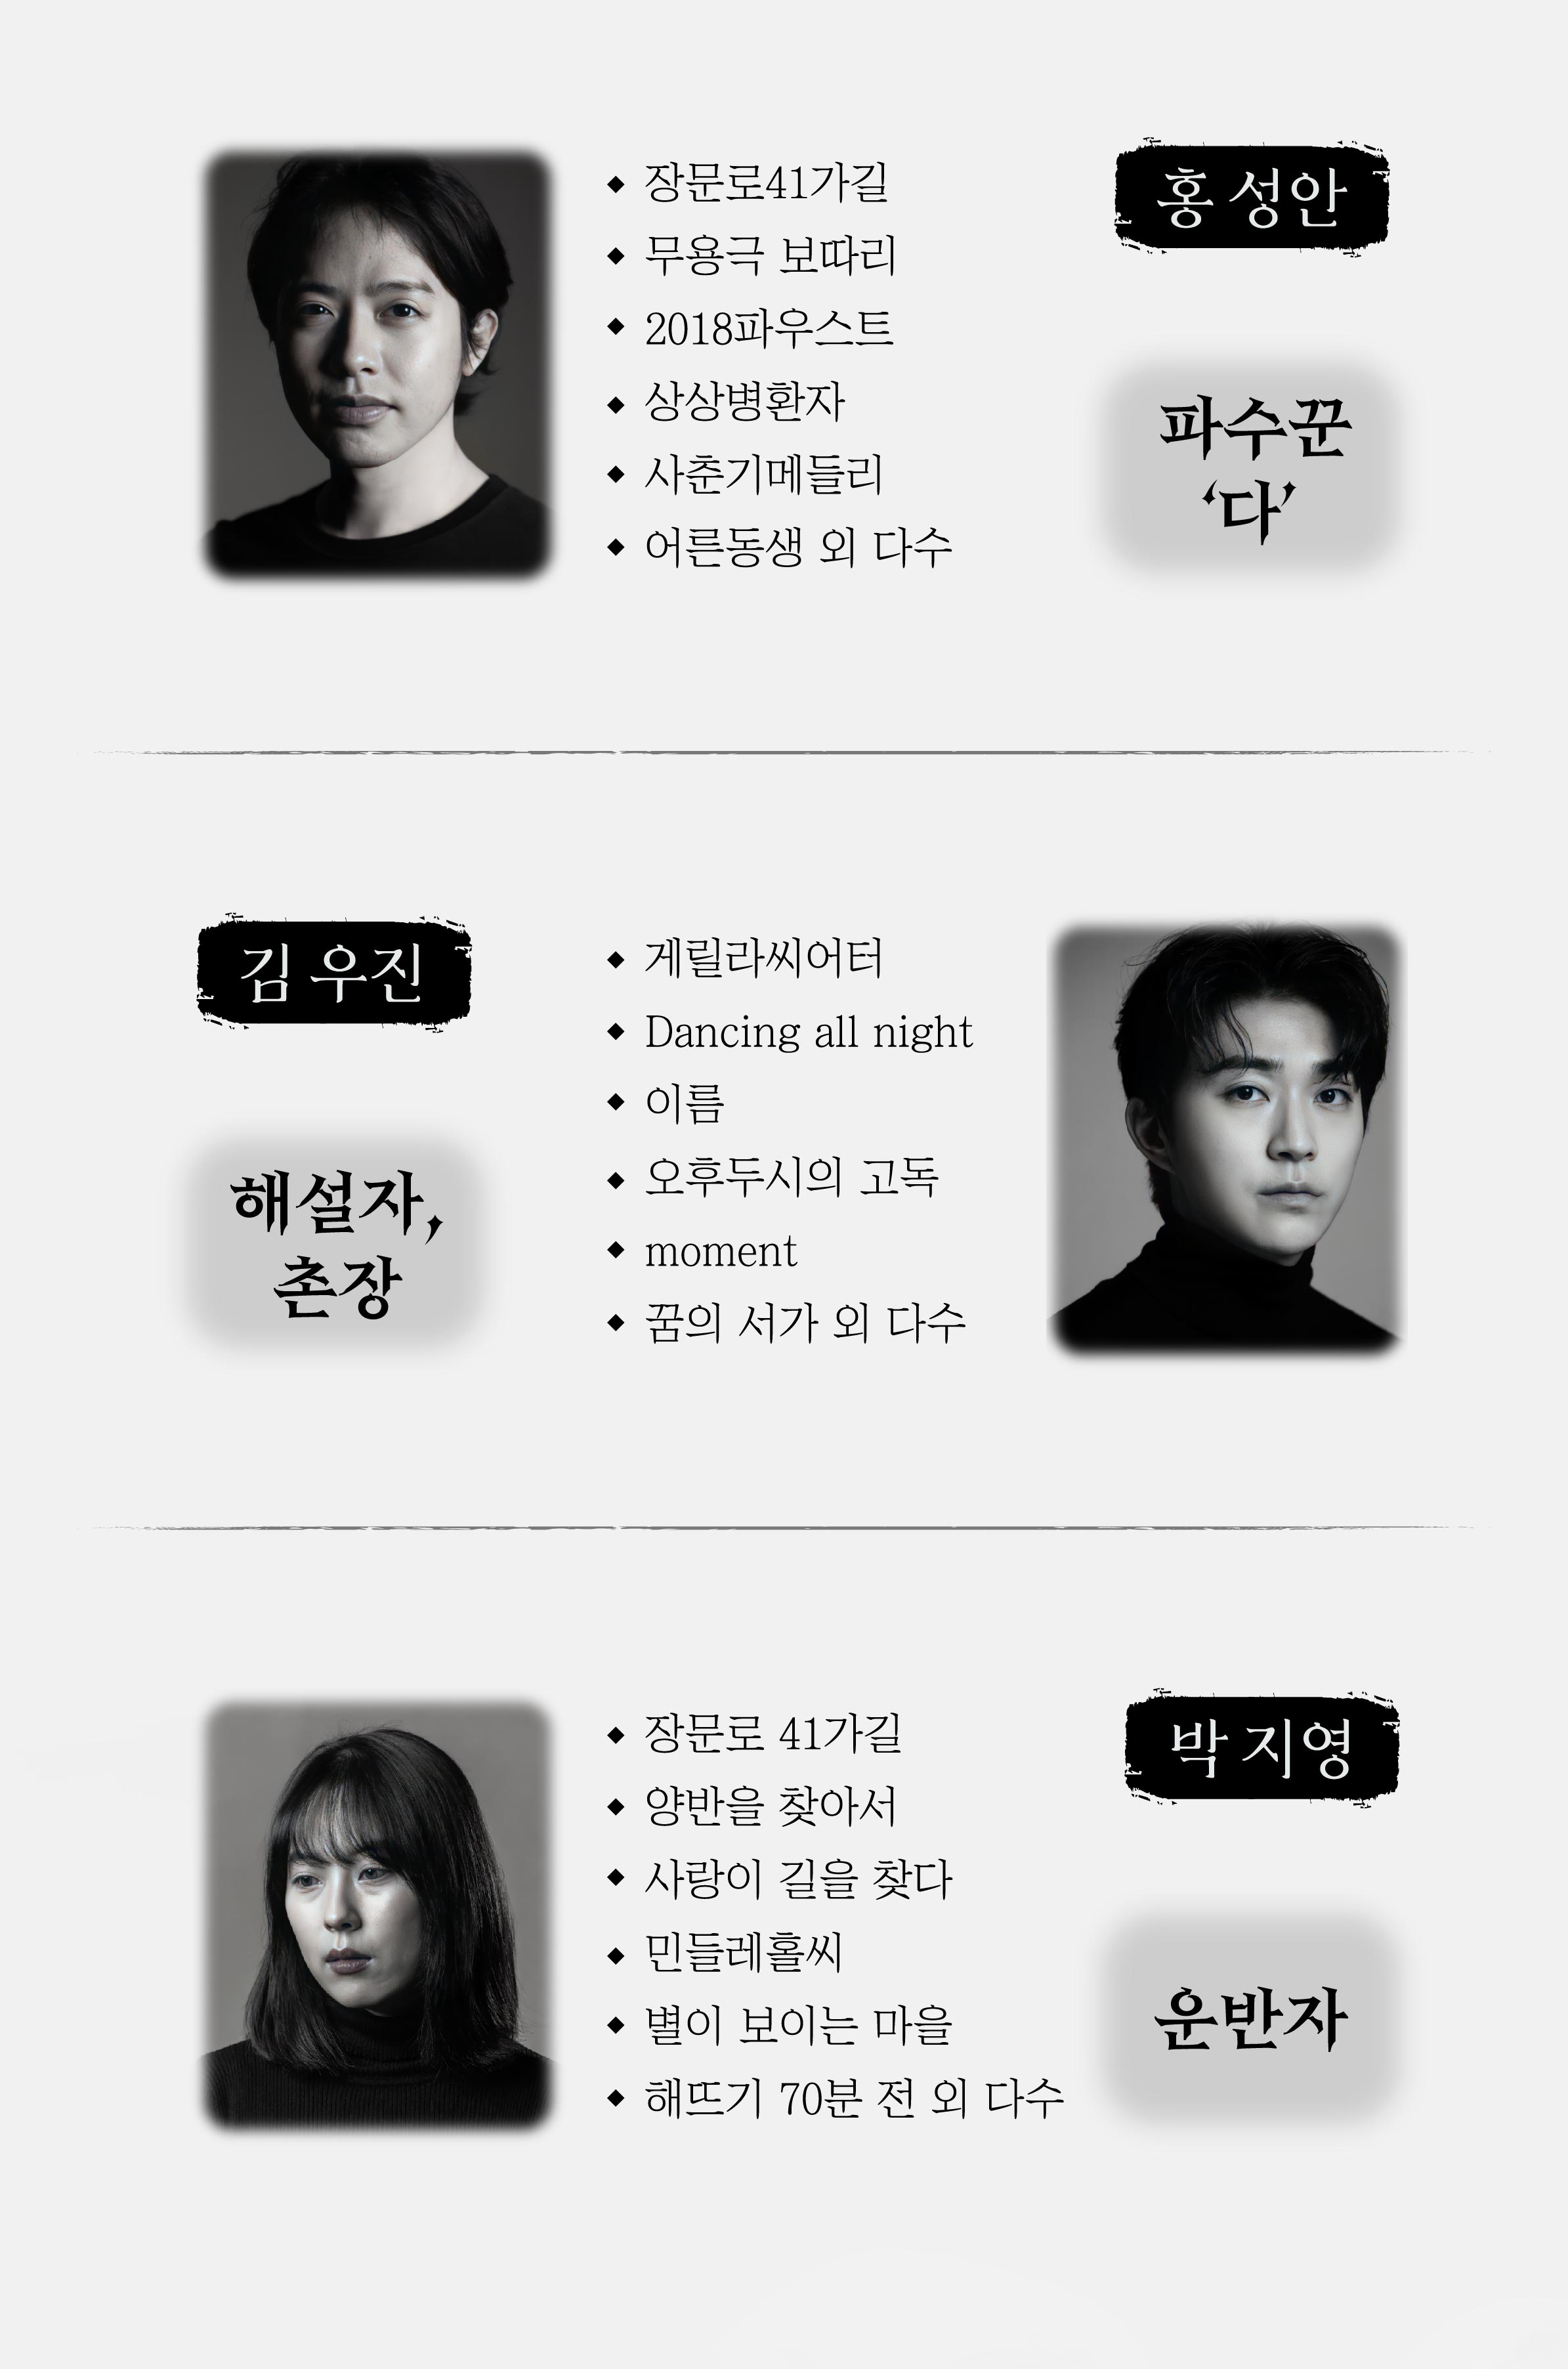 홍 성안
장문로41가길
무용극 보따리
2018파우스트
상상병환자
사춘기메들리
어른동생 외 다수
파수꾼
‘다’
김 우진
게릴라씨어터
Dancing all night
이름
오후두시의 고독
moment
꿈의 서가 외 다수
해설자,
촌장
박 지영
장문로 41가길
양반을 찾아서
사랑이 길을 찾다
민들레홀씨
별이 보이는 마을
해뜨기 70분 전 외 다수
운반자